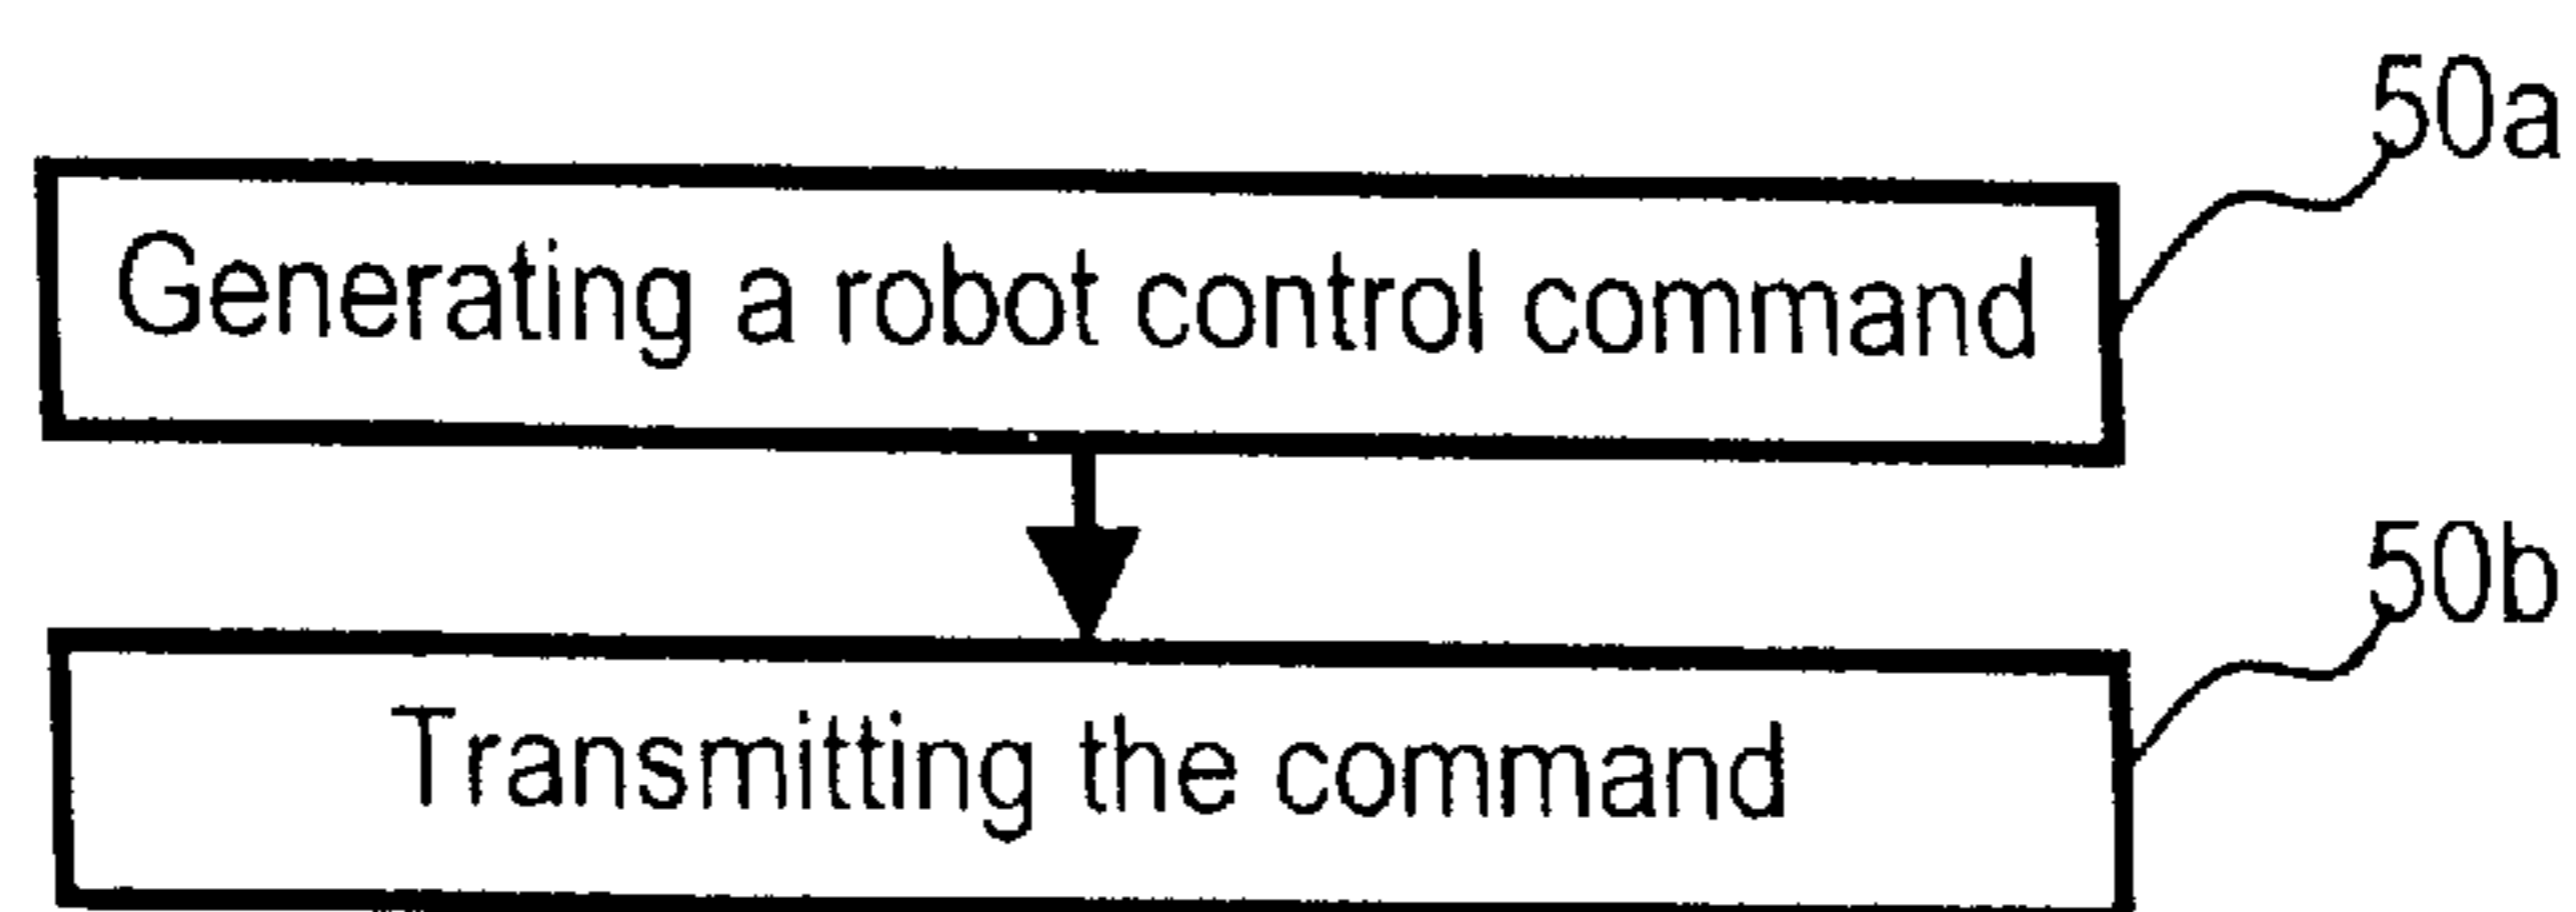 50a
Generating a robot control command
50b
Transmitting the command